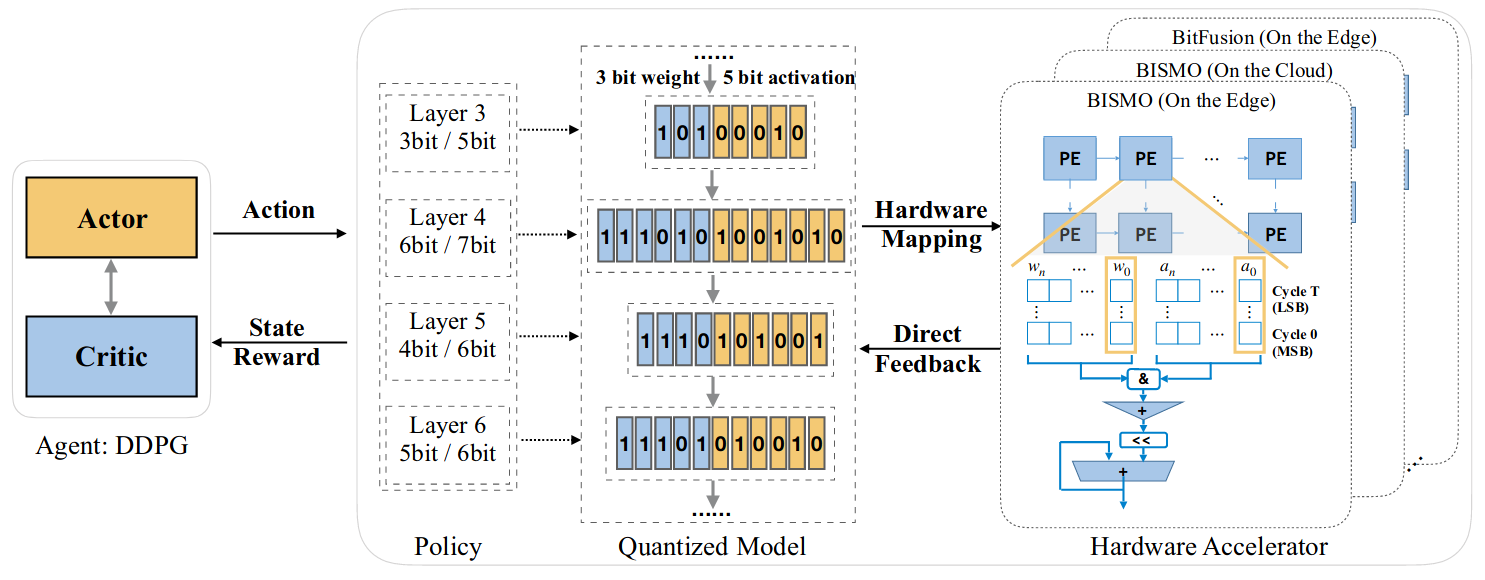 Actor
Critic
Agent: DDPG
Action
State
Reward
Layer 3
3bit / 5bit
Layer 4
6bit / 7bit
Layer 5
4bit / 6bit
Layer 6
5bit / 6bit
Policy
......
3 bit weight 5 bit activation
1 0 1 0 0 0 1 0
1 1 1 0 1 0 1 0 0 1 0 1 0
1 1 1 0 1 0 1 0 0 1
1 1 1 0 1 0 1 0 0 1 0
......
Quantized Model
Hardware
Mapping
Direct
Feedback
BitFusion (On the Edge)
BISMO (On the Cloud)
BISMO (On the Edge)
PE PE ... PE
PE PE ... PE
wn ... w0 an ... a0
Cycle T
(LSB)
Cycle 0
(MSB)
&
+
<<
+
Hardware Accelerator